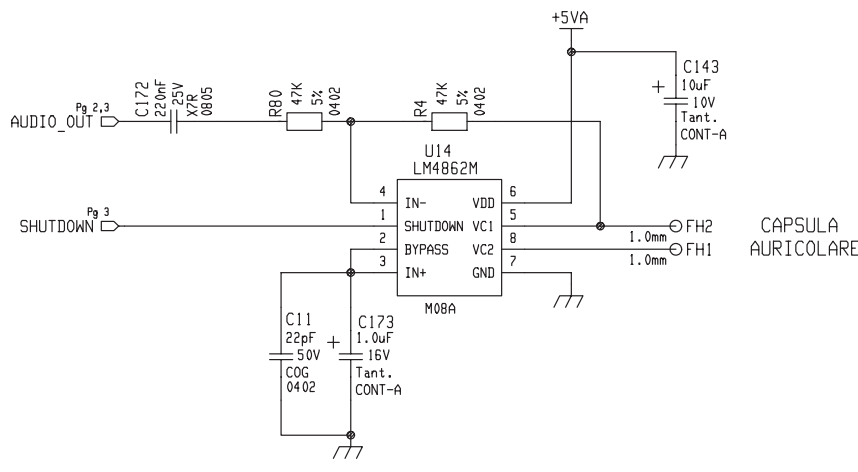 +5VA
C143
10uF
10V
Tant.
CONT-A
C172
220nF
25V
X7R
0805
R80
47K
5%
0402
R4
47K
5%
0402
Pg 2,3
AUDIO_OUT
U14
LM4862M
4
IN-
VDD
6
Pg 3
SHUTDOWN
1
SHUTDOWN
VC1
5
FH2
1.0mm
2
BYPASS
VC2
8
FH1
1.0mm
3
IN+
GND
7
CAPSULA
AURICOLARE
M08A
C11
22pF
50V
COG
0402
C173
1.0uF
16V
Tant.
CONT-A